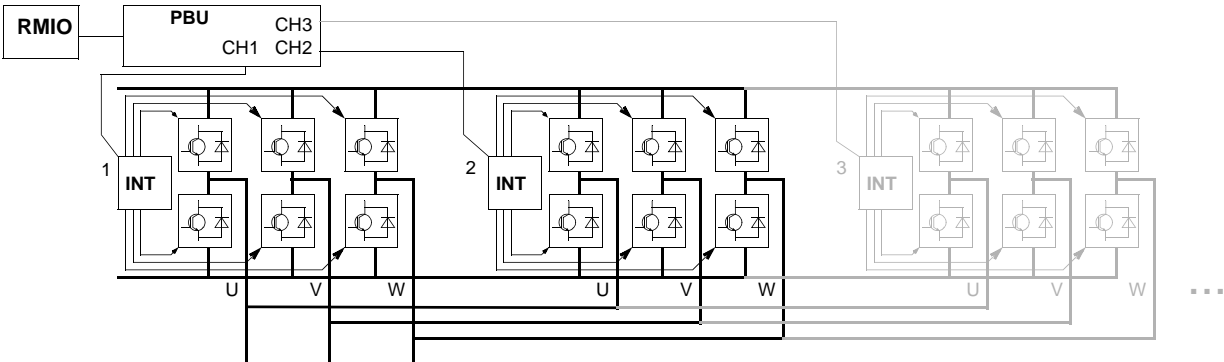 RMIO
PBU
CH3
CH1 CH2
1
INT
2
INT
3
INT
U V W
U V W
U V W
...